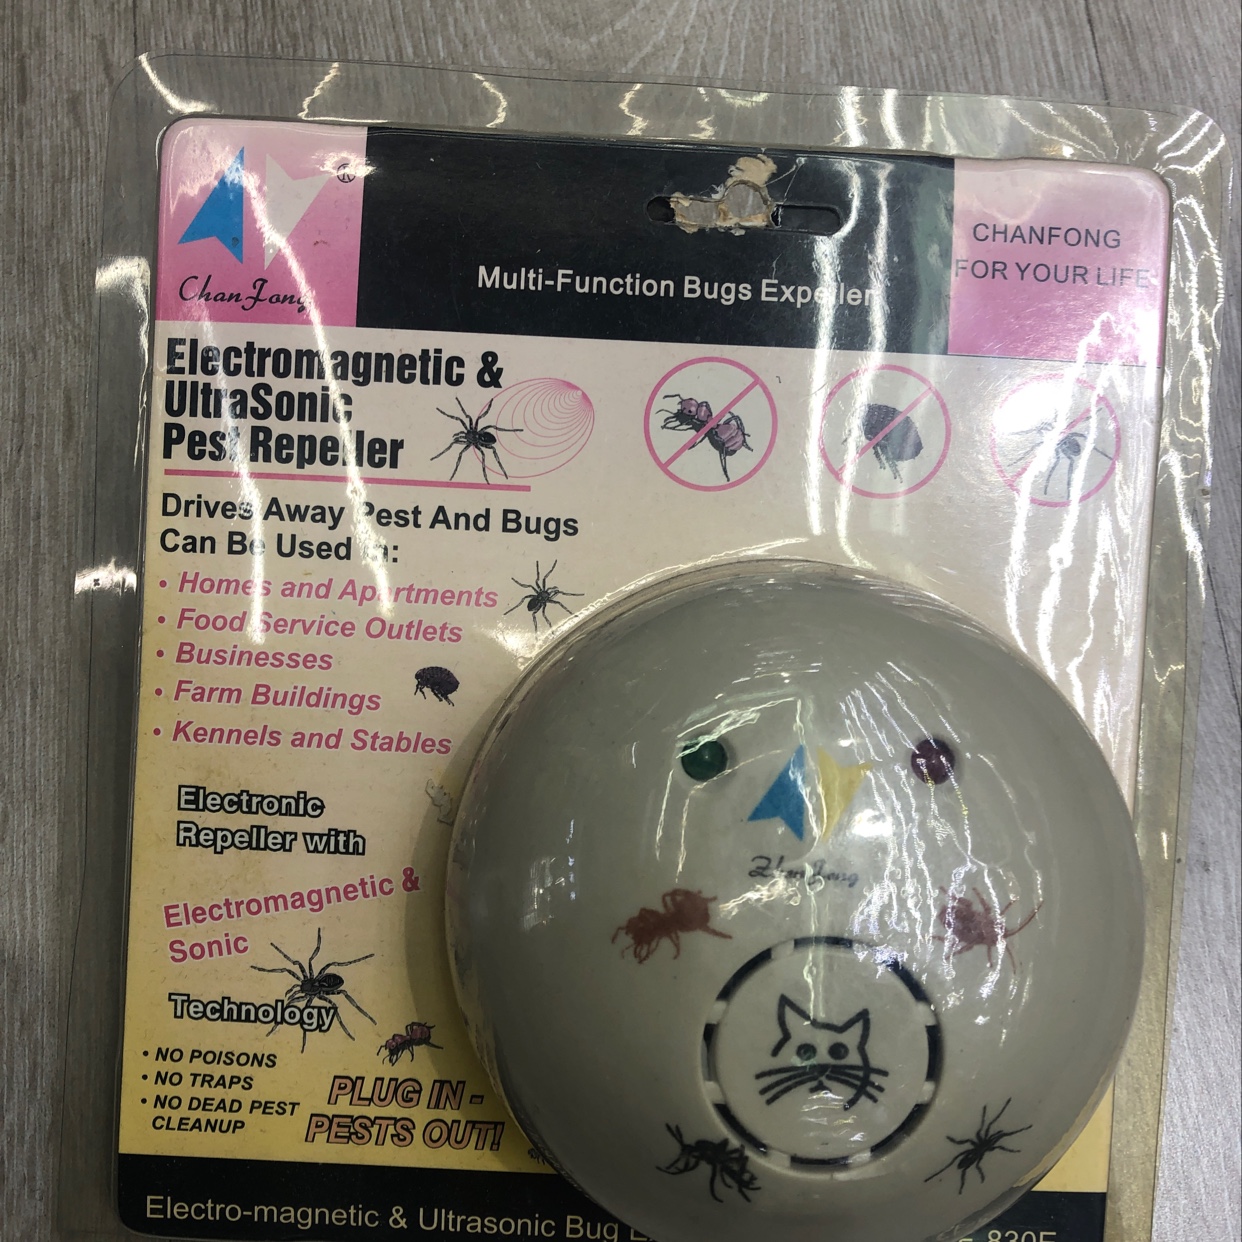 ®
ChanFong
Multi-Function Bugs Expeller
CHANFONG
FOR YOUR LIFE
Electromagnetic &
UltraSonic
Pest Repeller
Drives Away Pest And Bugs
Can Be Used In:
• Homes and Apartments
• Food Service Outlets
• Businesses
• Farm Buildings
• Kennels and Stables
Electronic
Repeller with
Electromagnetic &
Sonic
Technology
• NO POISONS
• NO TRAPS
• NO DEAD PEST
CLEANUP
PLUG IN -
PESTS OUT!
Electro-magnetic & Ultrasonic Bug